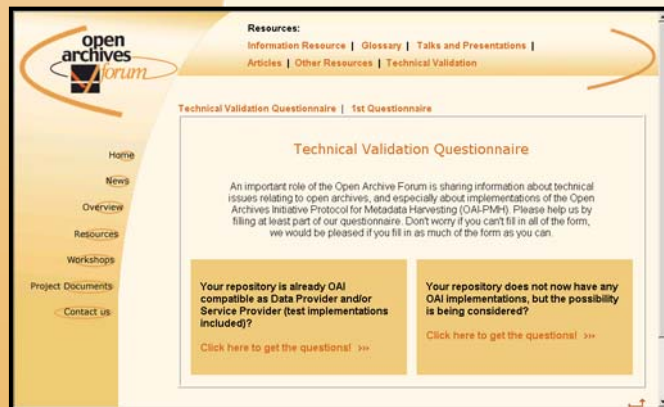 open
archives
forum
Resources:
Information Resource | Glossary | Talks and Presentations |
Articles | Other Resources | Technical Validation
Technical Validation Questionnaire | 1st Questionnaire
Home
News
Overview
Resources
Workshops
Project Documents
Contact us
Technical Validation Questionnaire
An important role of the Open Archive Forum is sharing information about technical
issues relating to open archives, and especially about implementations of the Open
Archives Initiative Protocol for Metadata Harvesting (OAI-PMH). Please help us by
filling at least part of our questionnaire. Don't worry if you can't fill in all of the form,
we would be pleased if you fill in as much of the form as you can.
Your repository is already OAI
compatible as Data Provider and/or
Service Provider (test implementations
included)?
Click here to get the questions! >>>
Your repository does not now have any
OAI implementations, but the possibility
is being considered?
Click here to get the questions! >>>